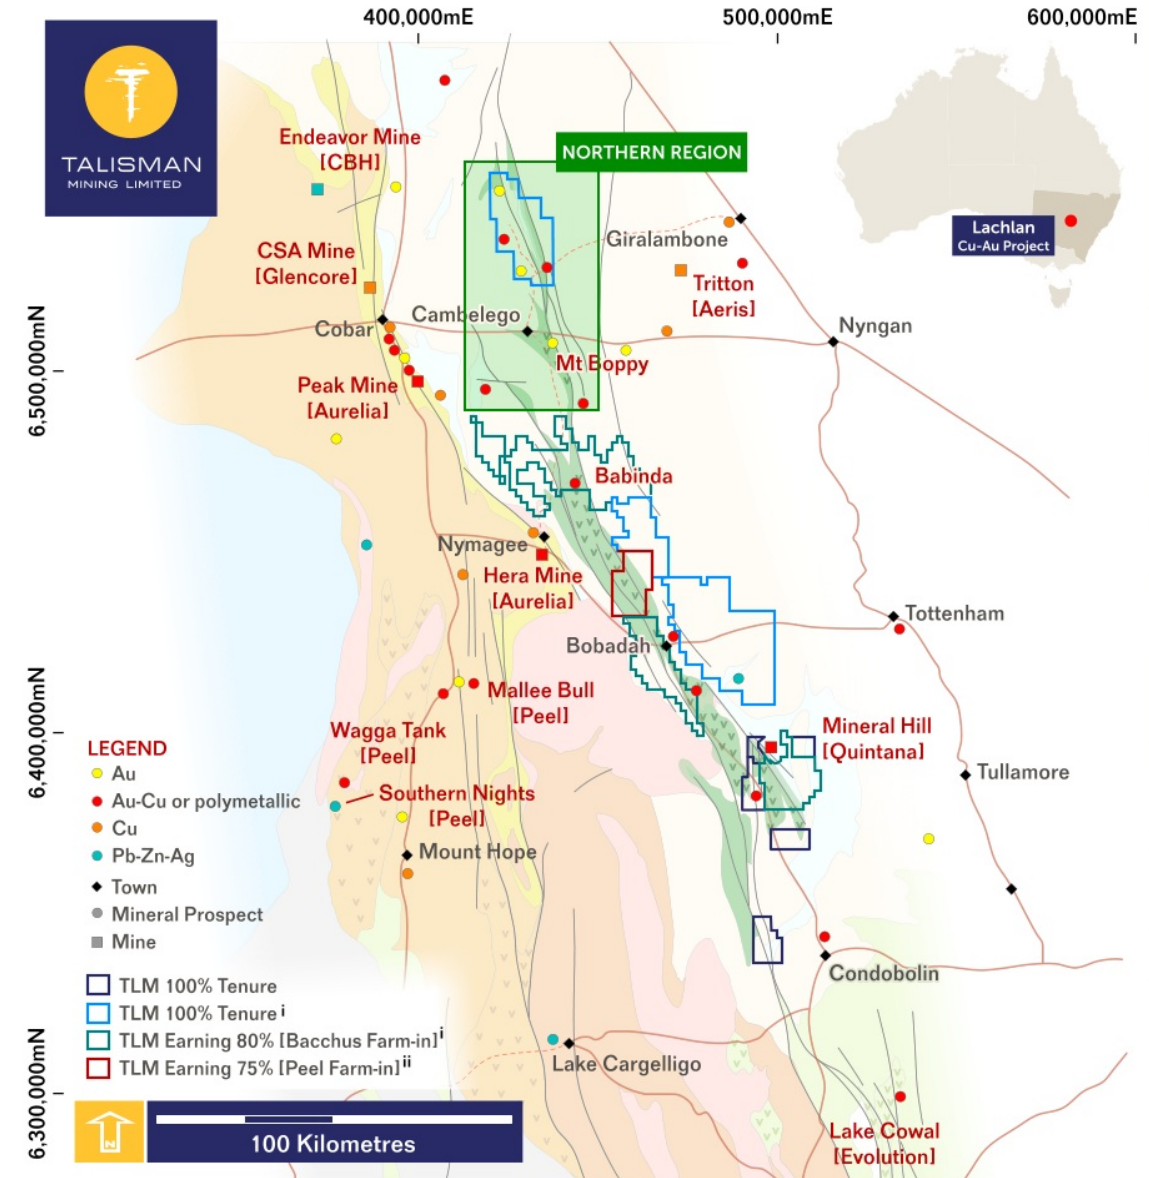 400,000mE
500,000mE
600,000mE
TALISMAN
MINING LIMITED
Endeavor Mine
[CBH]
NORTHERN REGION
Giralambone
CSA Mine
[Glencore]
Tritton
[Aeris]
Lachlan
Cu-Au Project
Cobar
Cambelego
Nyngan
6,500,000mN
Mt Boppy
Peak Mine
[Aurelia]
Babinda
Nymagee
Hera Mine
[Aurelia]
Tottenham
Bobadah
Mallee Bull
[Peel]
6,400,000mN
Wagga Tank
[Peel]
Mineral Hill
[Quintana]
Tullamore
Southern Nights
[Peel]
Mount Hope
LEGEND
Au
Au-Cu or polymetallic
Cu
Pb-Zn-Ag
Town
Mineral Prospect
Mine
TLM 100% Tenure
TLM 100% Tenure i
TLM Earning 80% [Bacchus Farm-in] i
TLM Earning 75% [Peel Farm-in] ii
Condobolin
Lake Cargelligo
6,300,000mN
Lake Cowal
[Evolution]
N
100 Kilometres